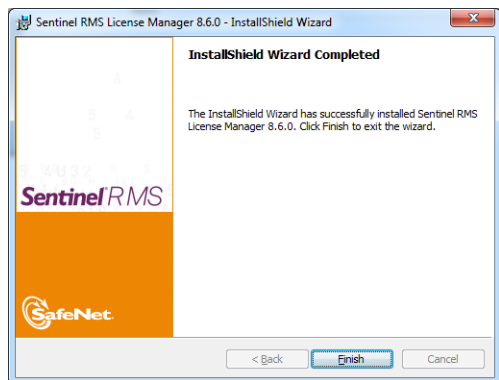 Sentinel RMS License Manager 8.6.0 - InstallShield Wizard
InstallShield Wizard Completed
The InstallShield Wizard has successfully installed Sentinel RMS
License Manager 8.6.0. Click Finish to exit the wizard.
Sentinel RMS
SafeNet.
< Back
Finish
Cancel